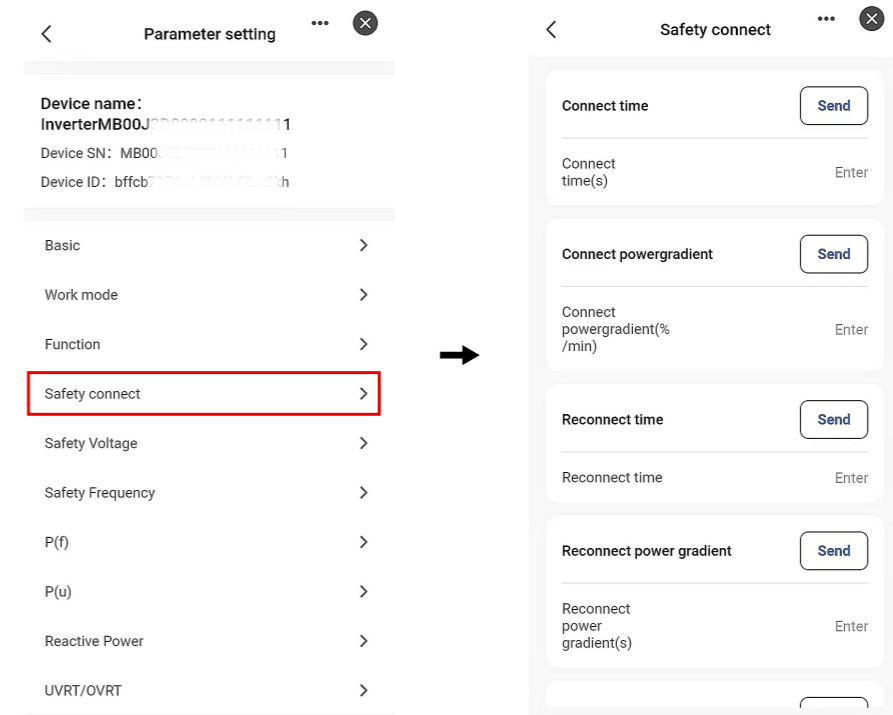 Parameter setting
Device name：
InverterMB00J
Device SN： MB00
Device ID： bffcb
Basic
Work mode
Function
Safety connect
Safety Voltage
Safety Frequency
P(f)
P(u)
Reactive Power
UVRT/OVRT
Safety connect
Connect time
Send
Connect
time(s)
Enter
Connect powergradient
Send
Connect
powergradient(%
/min)
Enter
Reconnect time
Send
Reconnect time
Enter
Reconnect power gradient
Send
Reconnect
power
gradient(s)
Enter